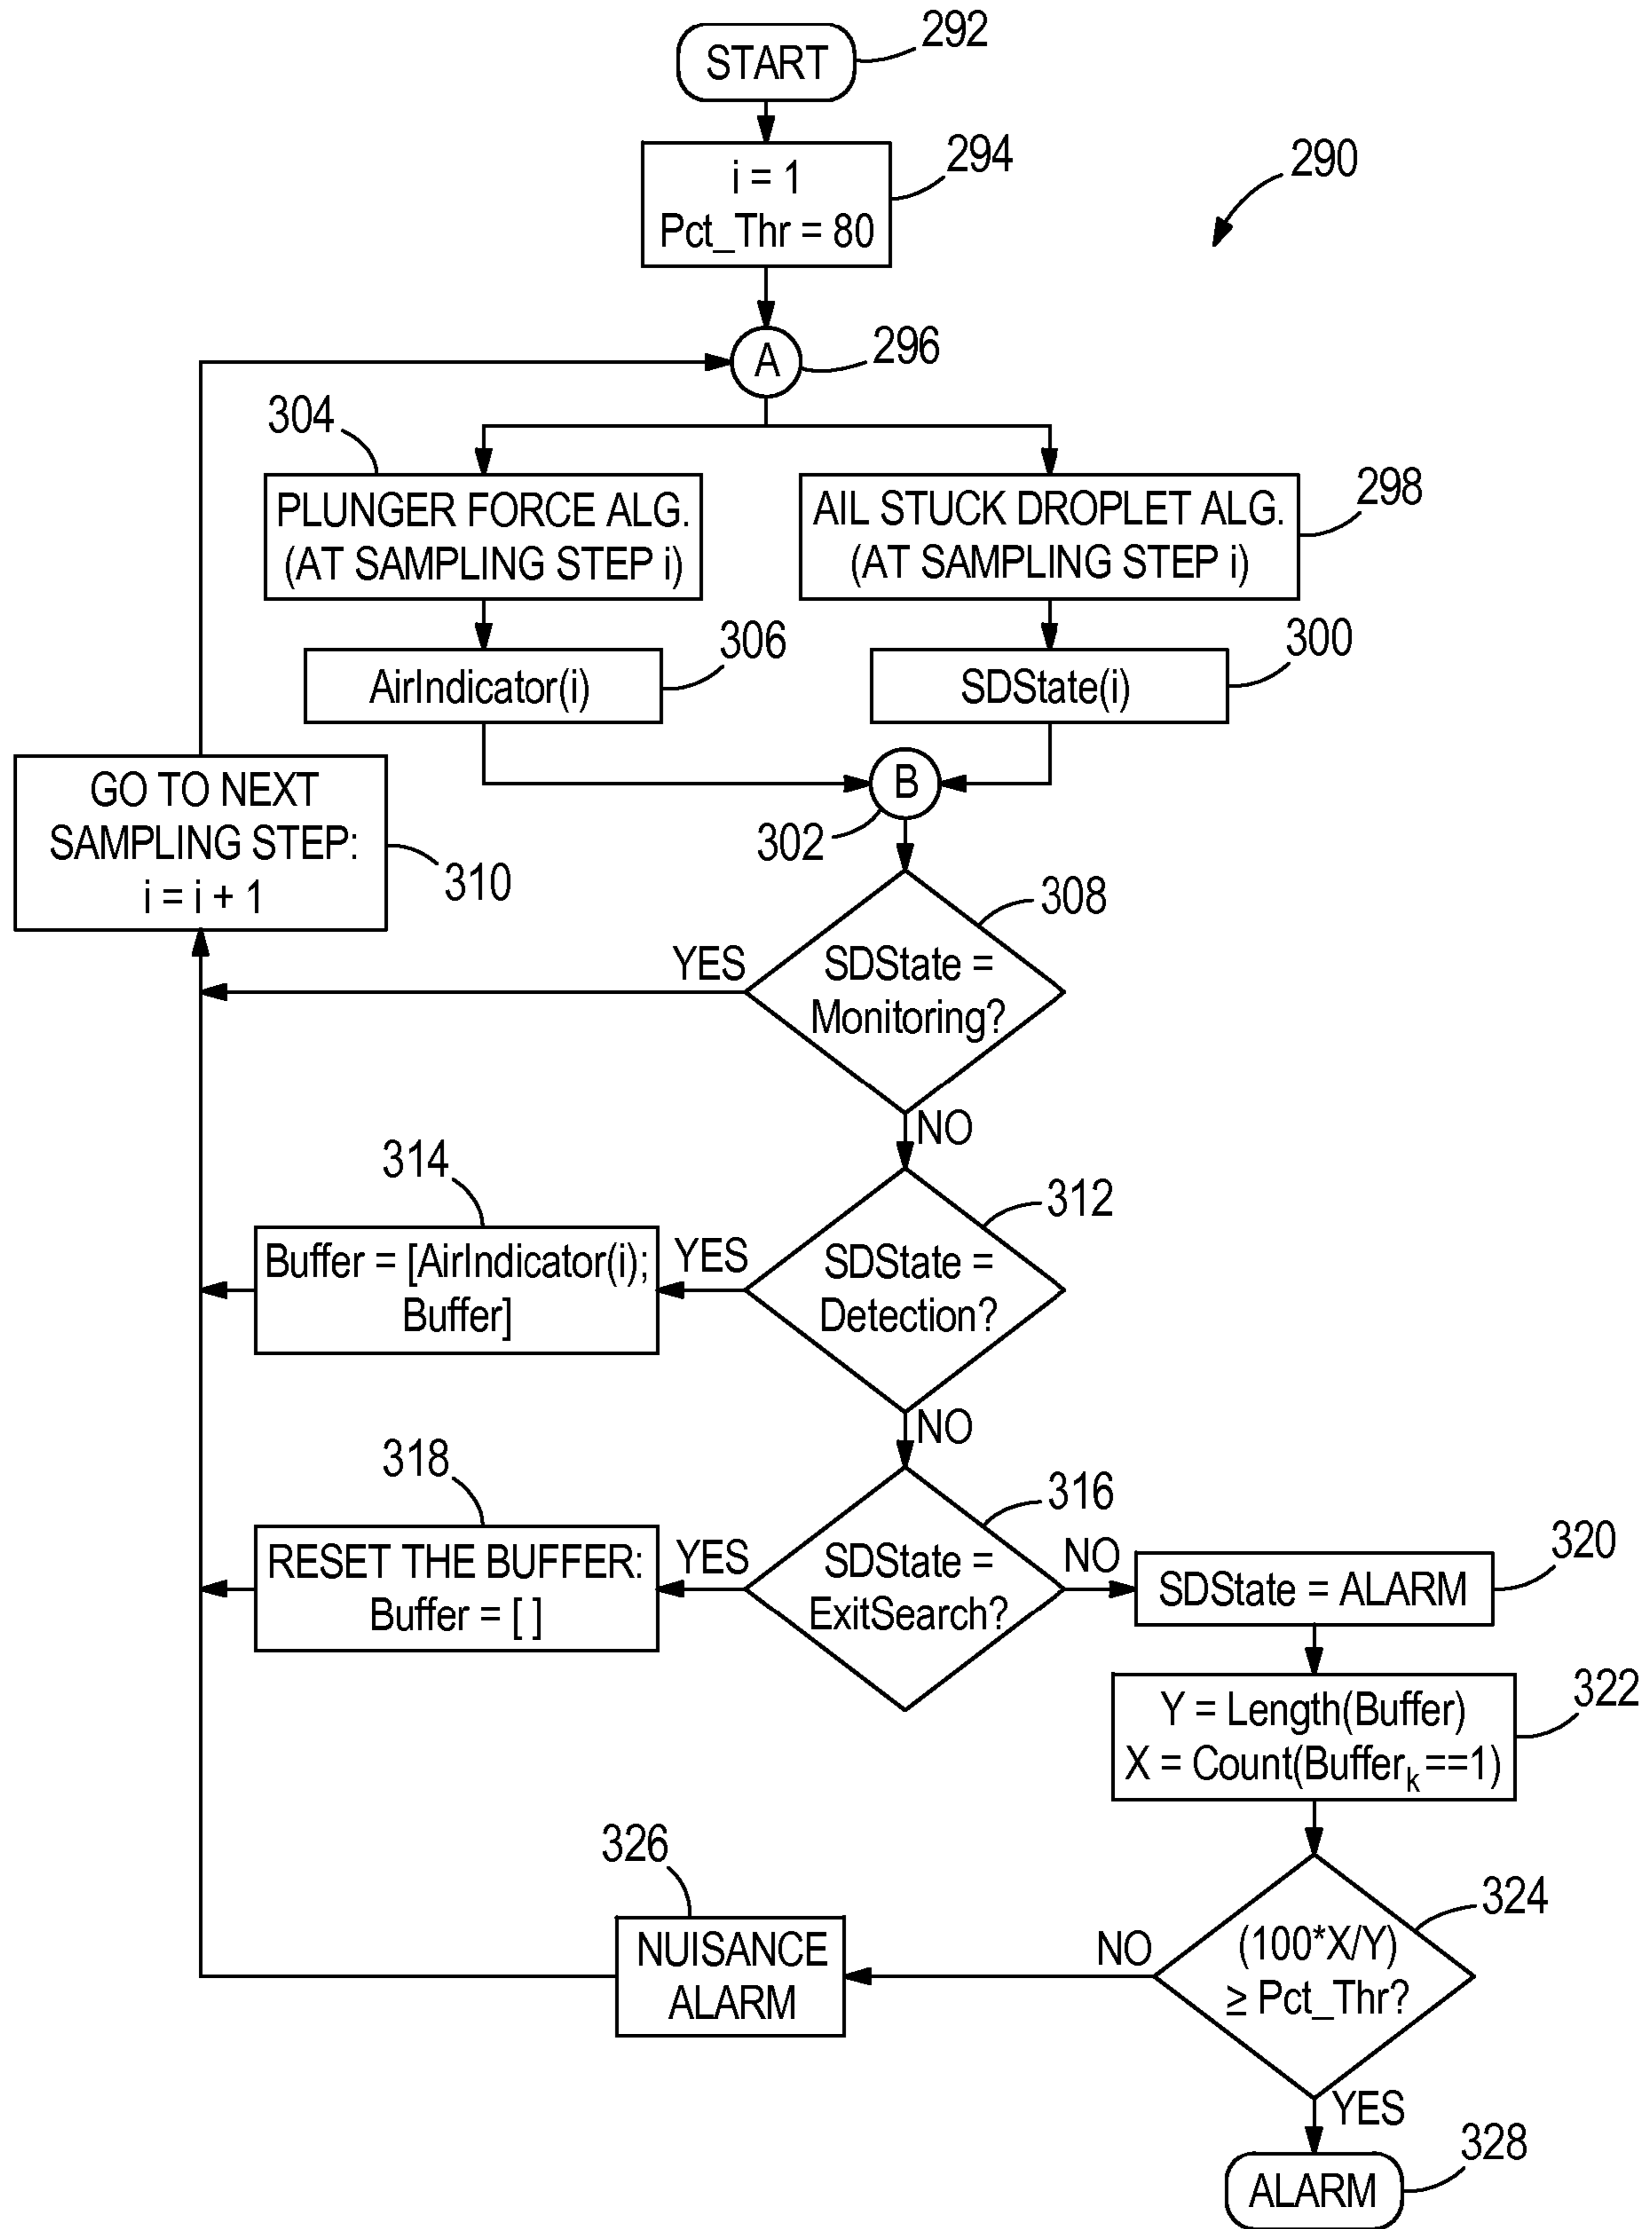 START
292
i = 1
Pct_Thr = 80
294
290
A
296
304
PLUNGER FORCE ALG.
(AT SAMPLING STEP i)
AIL STUCK DROPLET ALG.
(AT SAMPLING STEP i)
298
AirIndicator(i)
306
SDState(i)
300
GO TO NEXT
SAMPLING STEP:
i = i + 1
310
B
302
308
YES
SDState =
Monitoring?
NO
314
Buffer = [AirIndicator(i);
Buffer]
YES
312
SDState =
Detection?
NO
318
RESET THE BUFFER:
Buffer = [ ]
YES
316
SDState =
ExitSearch?
NO
SDState = ALARM
320
Y = Length(Buffer)
X = Count(Bufferₖ==1)
322
326
NUISANCE
ALARM
NO
324
(100*X/Y)
≥ Pct_Thr?
YES
ALARM
328